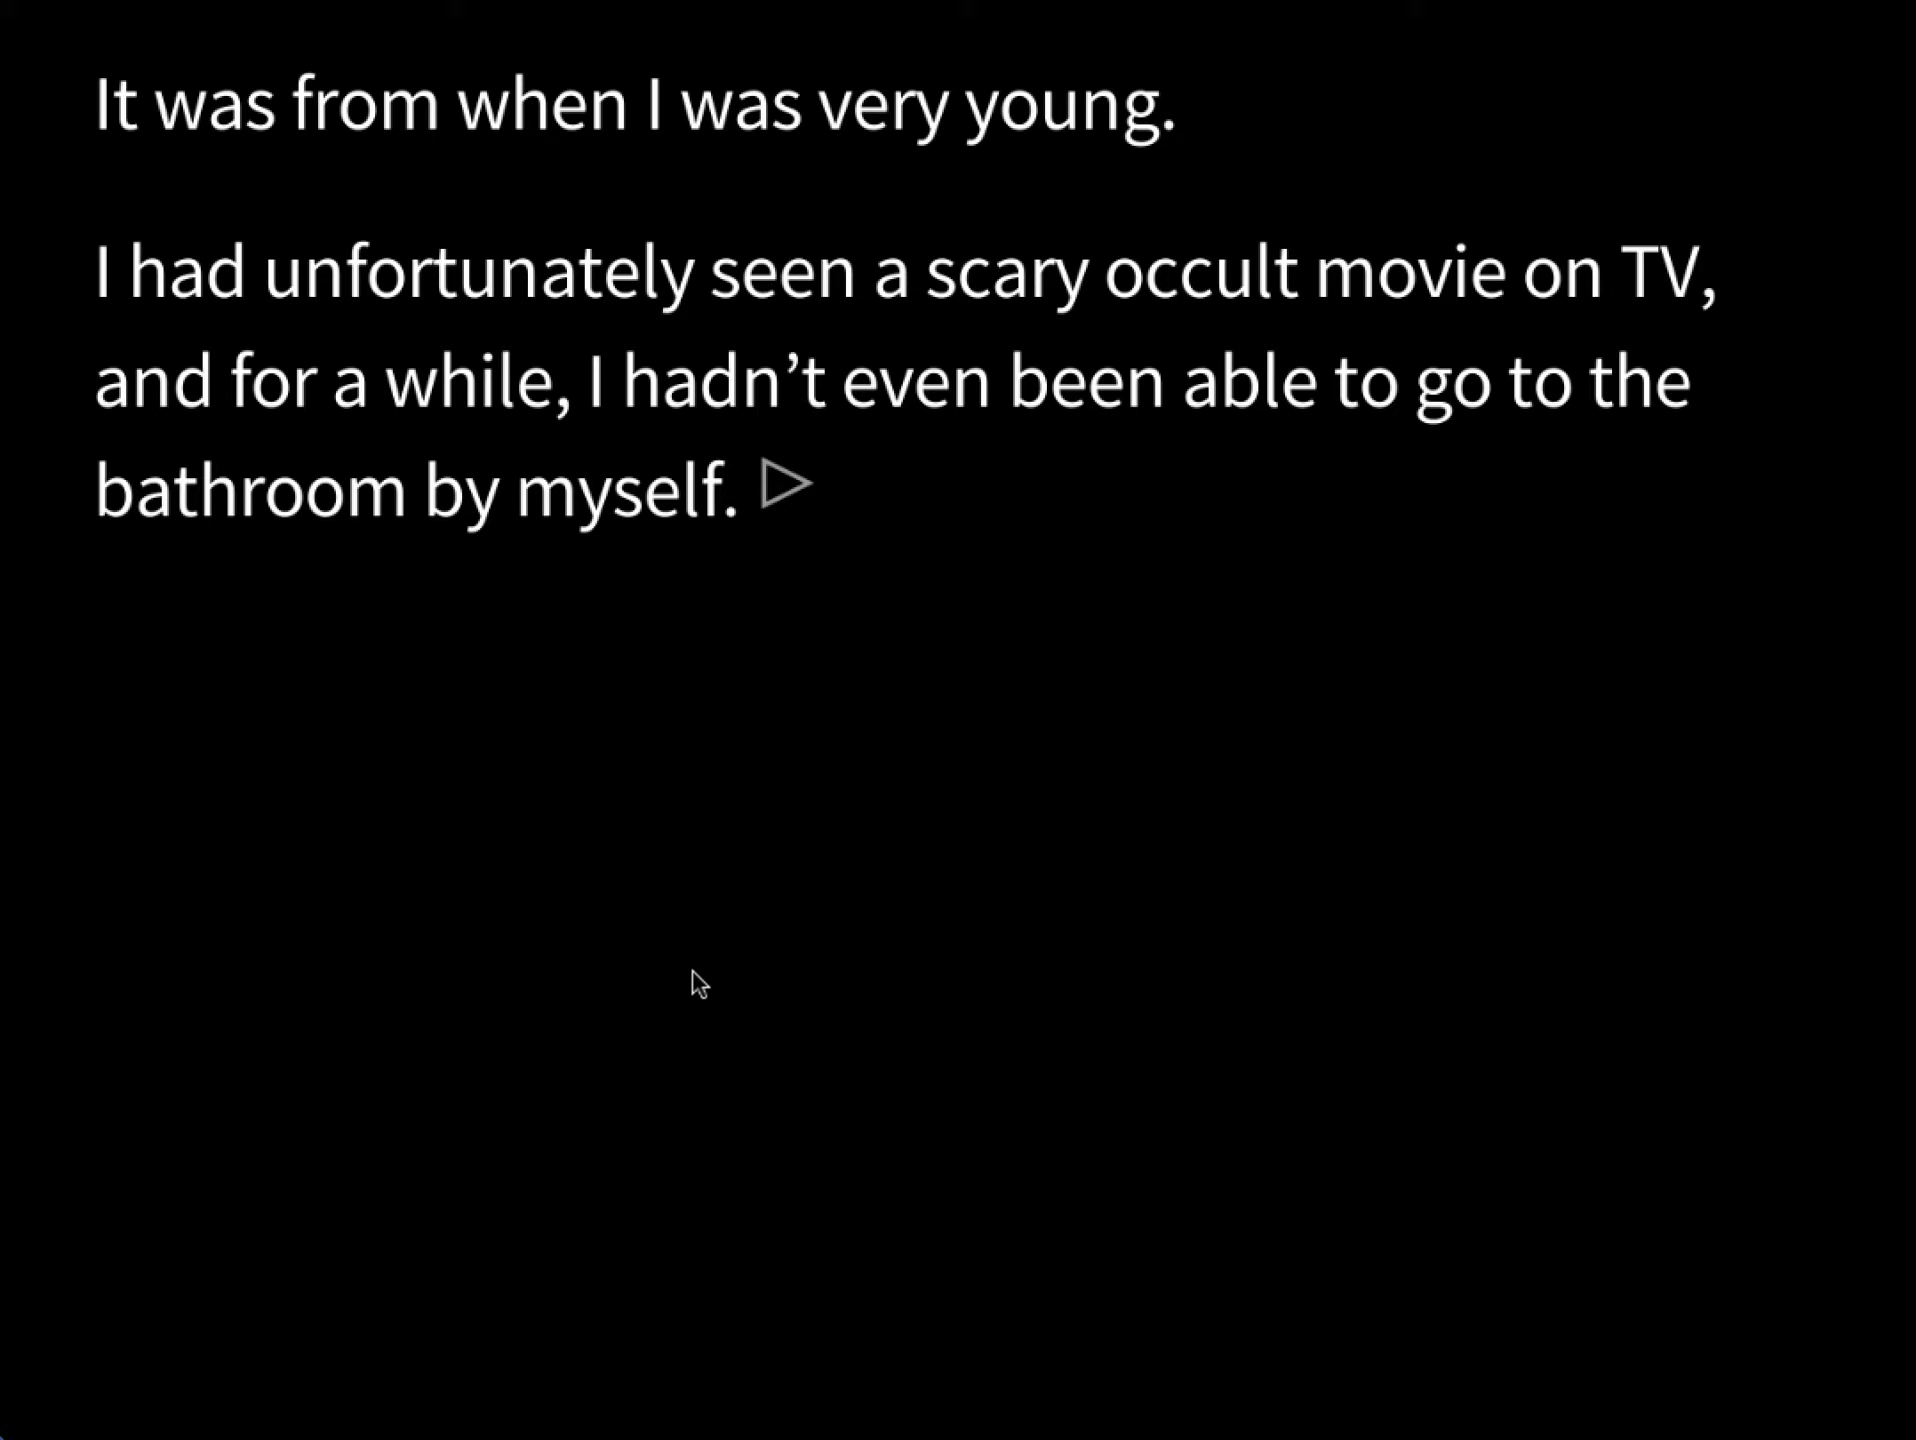 It was from when I was very young.
I had unfortunately seen a scary occult movie on TV,
and for a while, I hadn’t even been able to go to the
bathroom by myself.